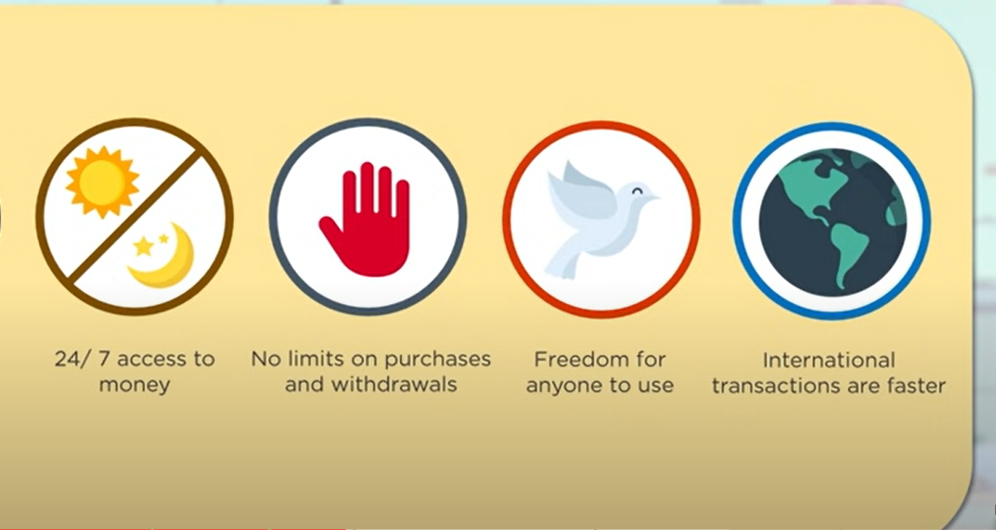 24/ 7 access to
money
No limits on purchases
and withdrawals
Freedom for
anyone to use
International
transactions are faster